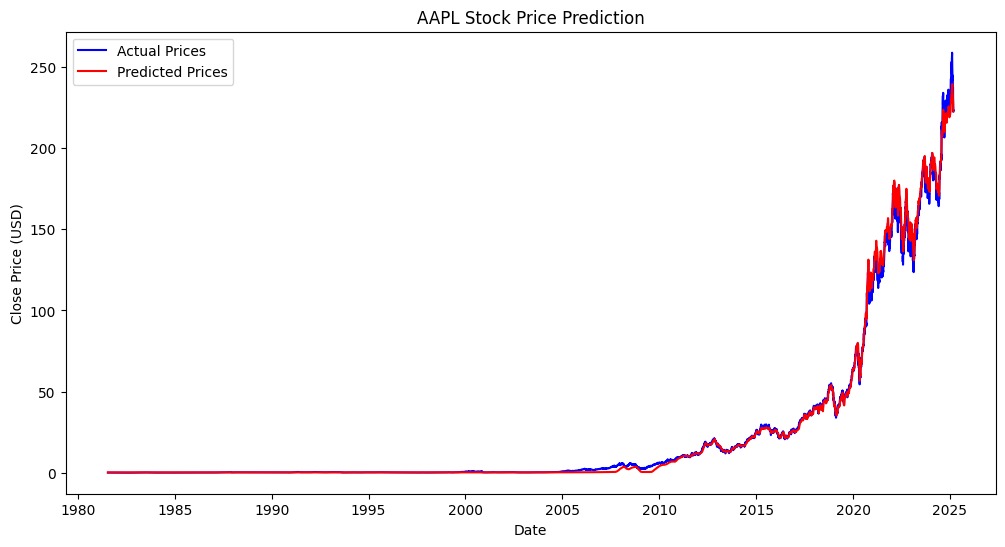 AAPL Stock Price Prediction
Actual Prices
Predicted Prices
Close Price (USD)
250
200
150
100
50
0
1980 1985 1990 1995 2000 2005 2010 2015 2020 2025
Date